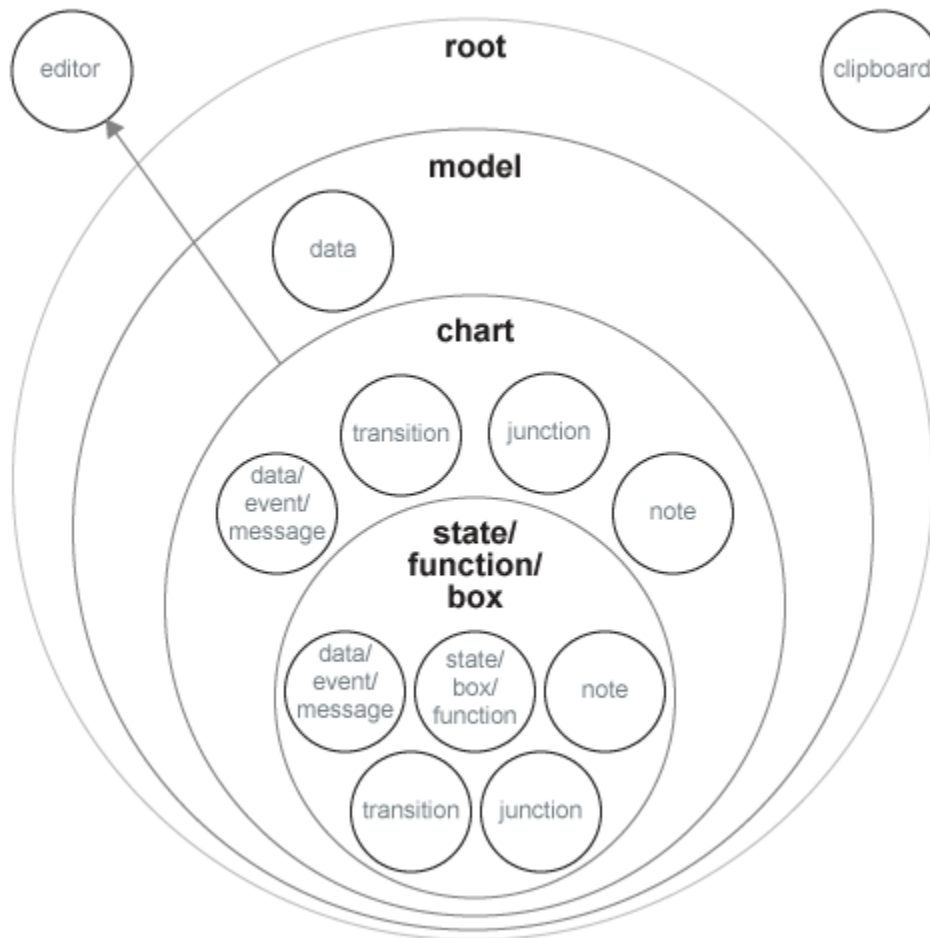 root
editor
clipboard
model
data
chart
transition
junction
data/
event/
message
note
state/
function/
box
data/
event/
message
state/
box/
function
note
transition
junction